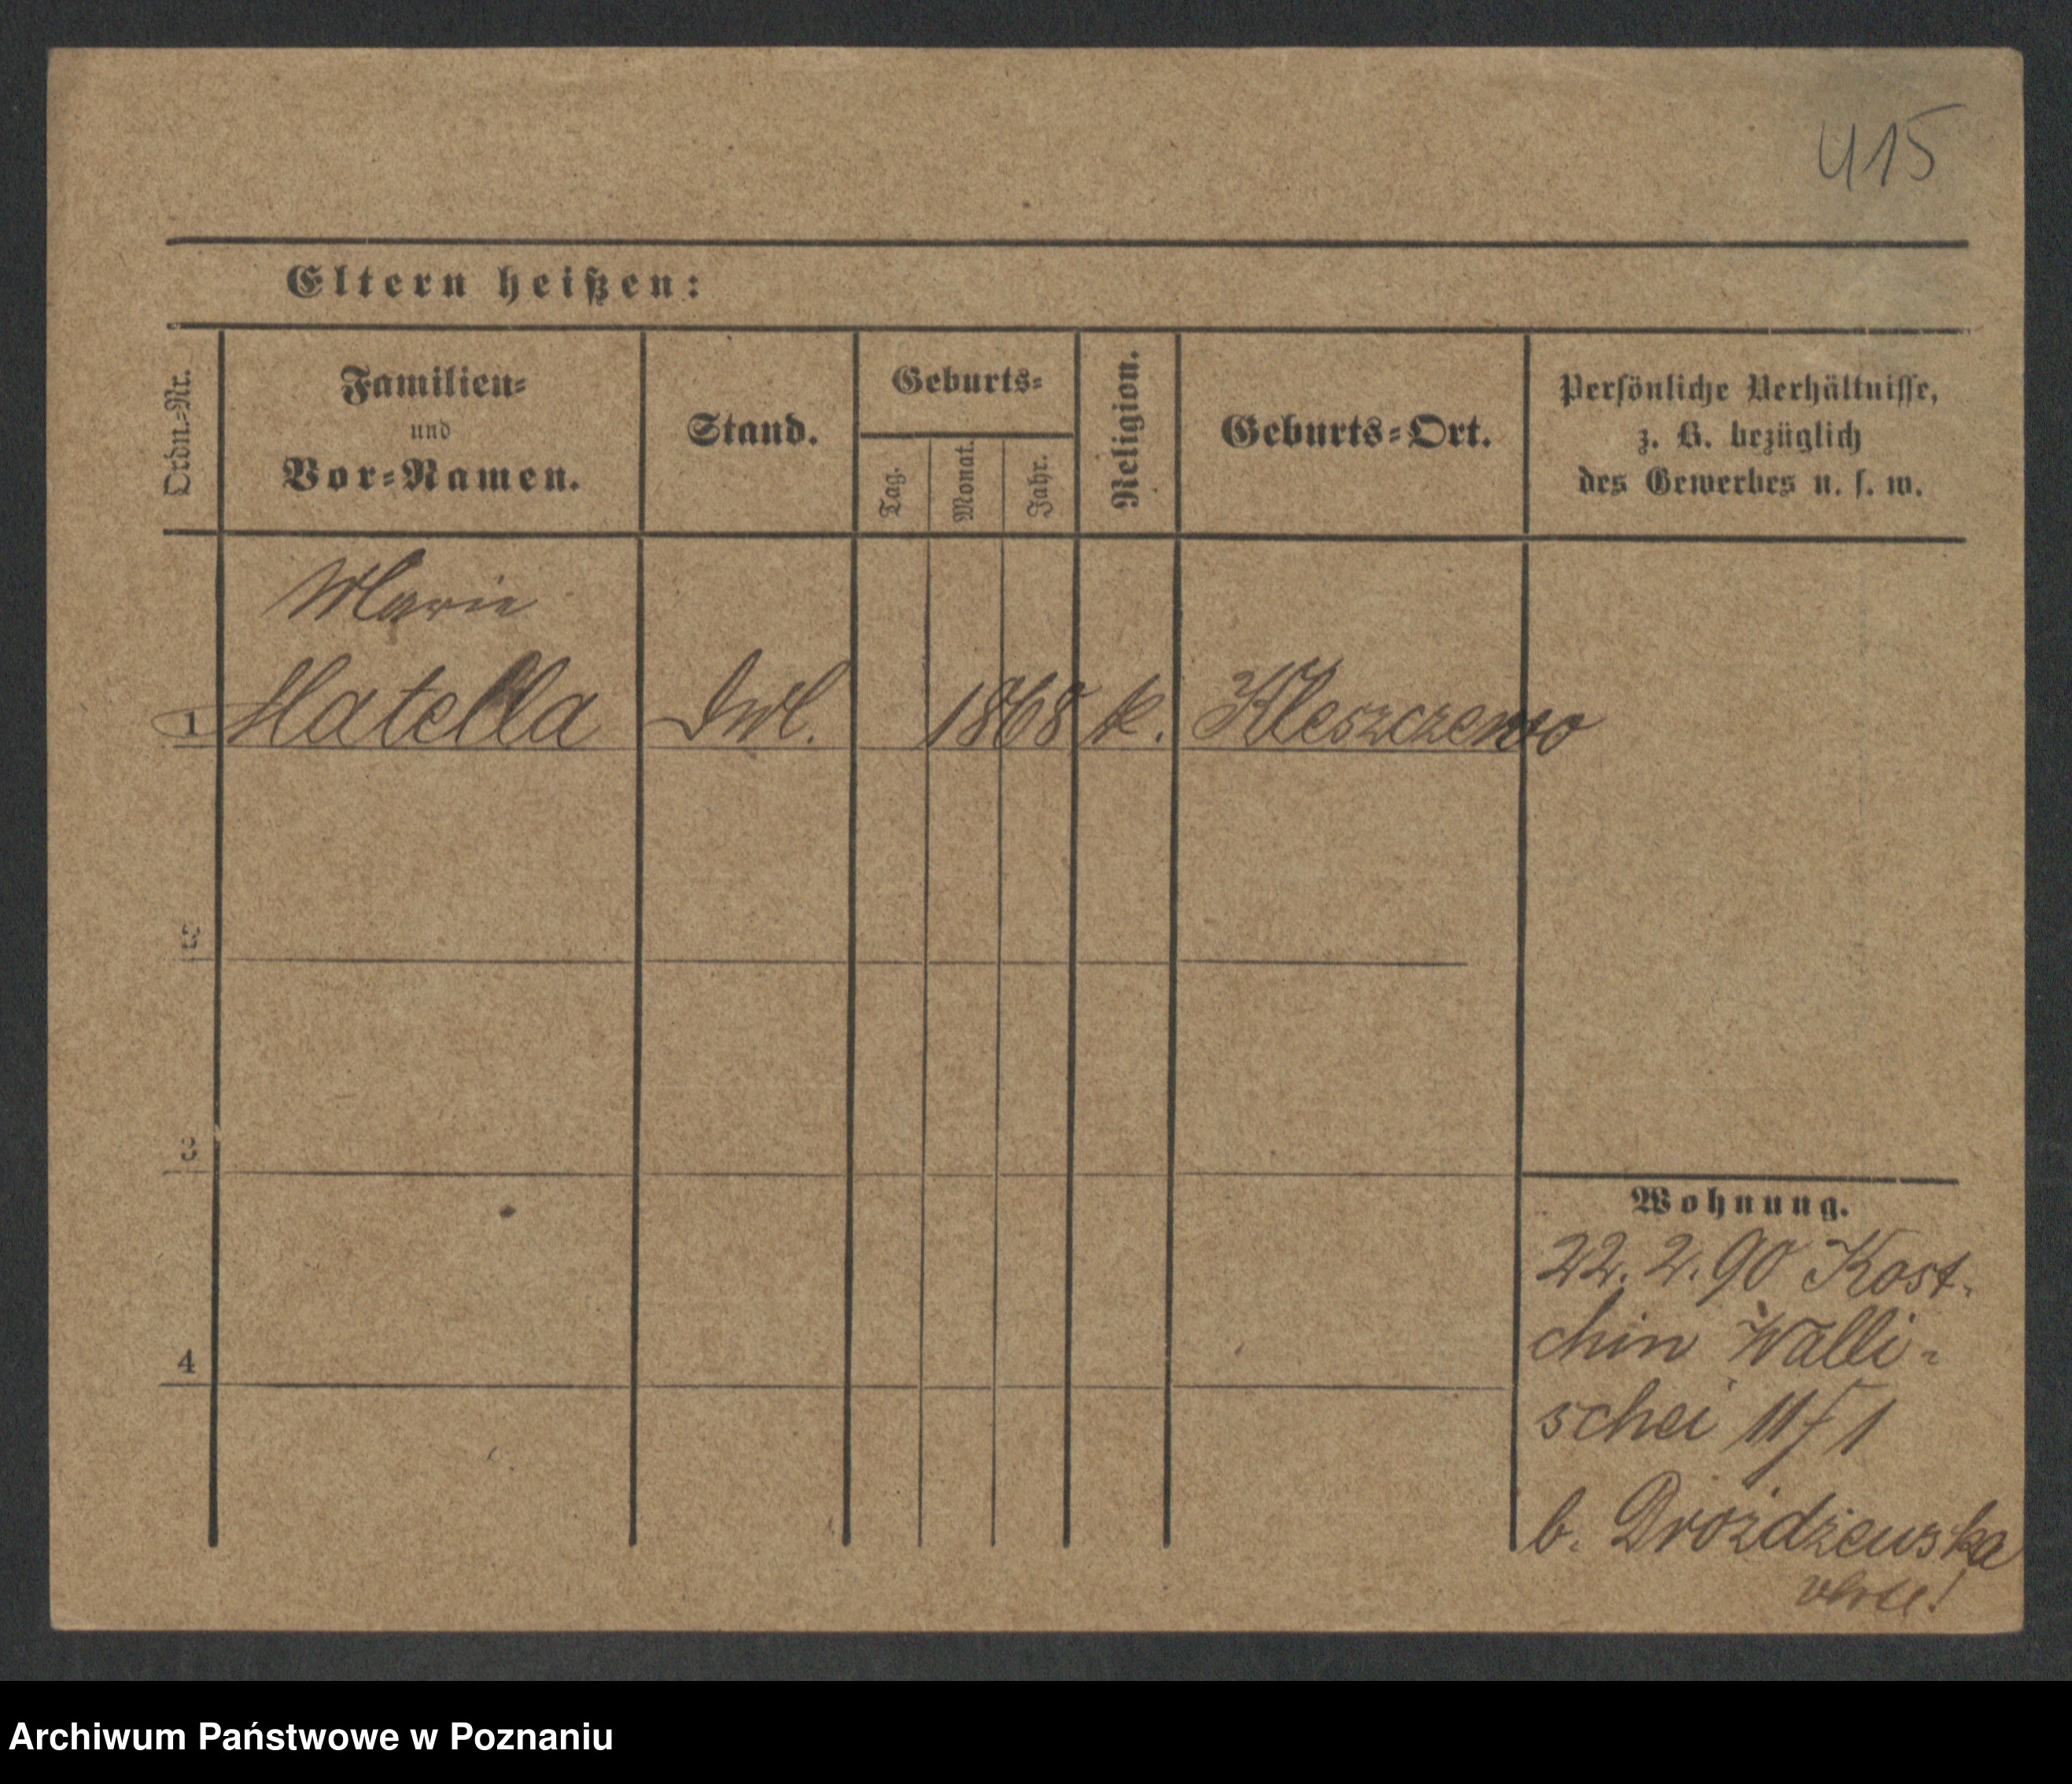 415
Eltern heißen:
Ordn.-Nr.
Familien-
und
Vor-Namen.
Stand.
Geburts-
Tag.
Monat.
Jahr.
Religion.
Geburts-Ort.
Persönliche Verhältnisse,
z. B. bezüglich
des Gewerbes u. s. w.
Marie
1 Matella 1868 k. Kleszczewo
2
3
4
Wohnung.
22. 2. 90 Kost-
chin Walli-
schei 11/1
b. Drożdżewska
verte!
Archiwum Państwowe w Poznaniu